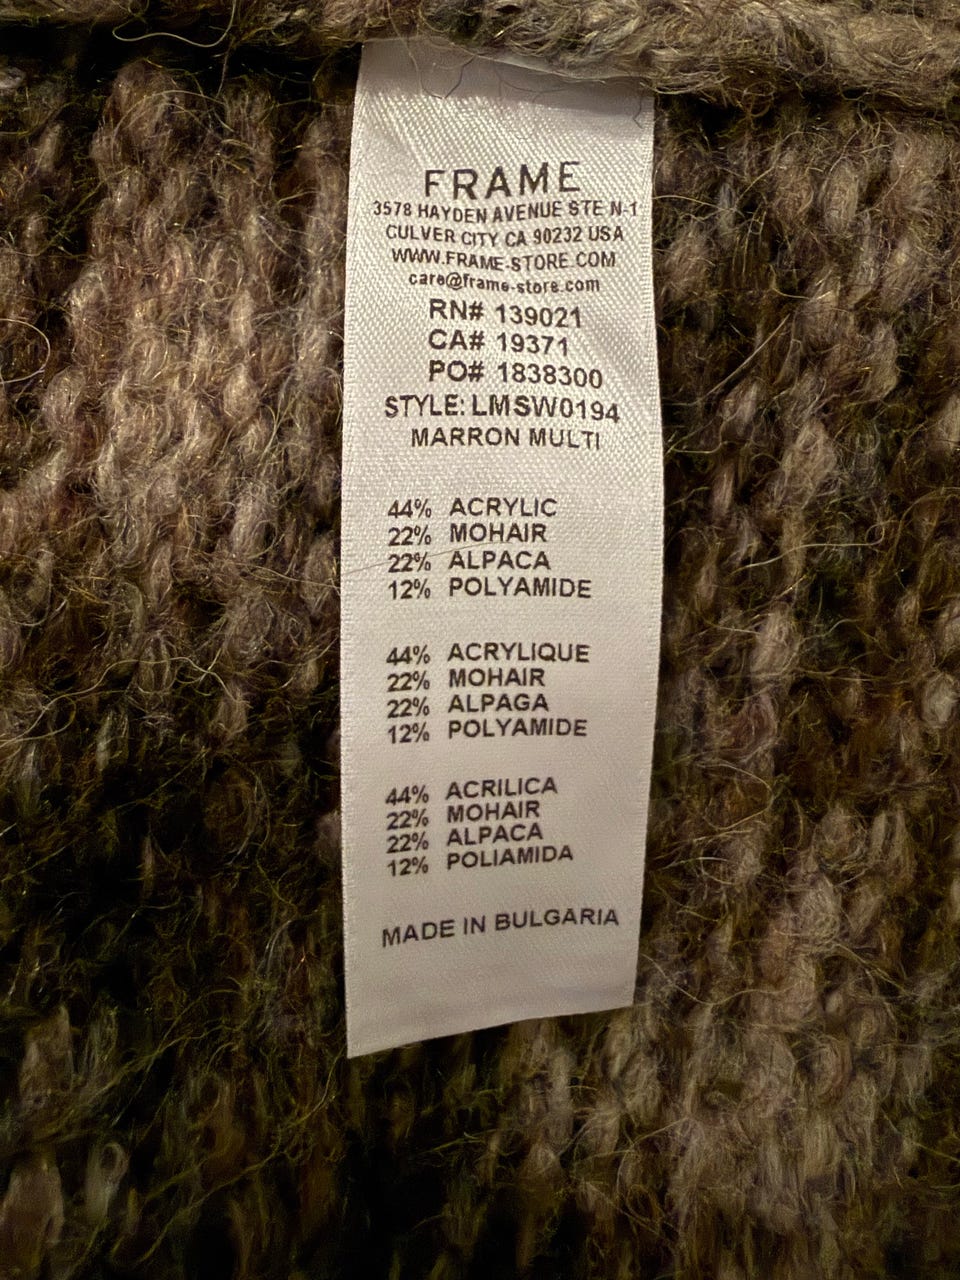 FRAME
3578 HAYDEN AVENUE STE N-1
CULVER CITY CA 90232 USA
WWW.FRAME-STORE.COM
care@frame-store.com
RN# 139021
CA# 19371
PO# 1838300
STYLE: LMSW0194
MARRON MULTI
44% ACRYLIC
22% MOHAIR
22% ALPACA
12% POLYAMIDE
44% ACRYLIQUE
22% MOHAIR
22% ALPAGA
12% POLYAMIDE
44% ACRILICA
22% MOHAIR
22% ALPACA
12% POLIAMIDA
MADE IN BULGARIA